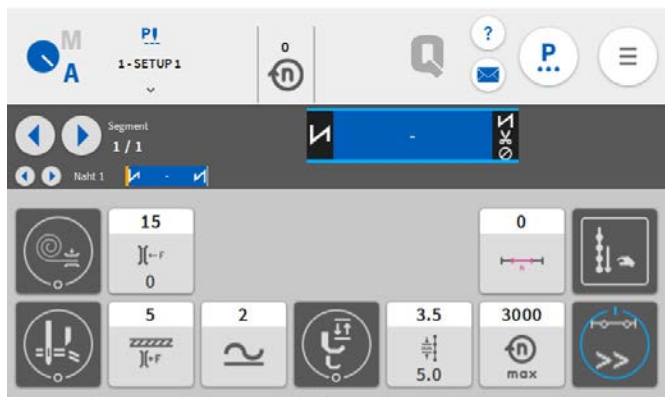 M
A
P
1 - SETUP 1
0
n
Q
?
P
Segment
1 / 1
-
Naht 1
-
15
F
0
0
n
5
F
2
3.5
5.0
3000
n
max
>>